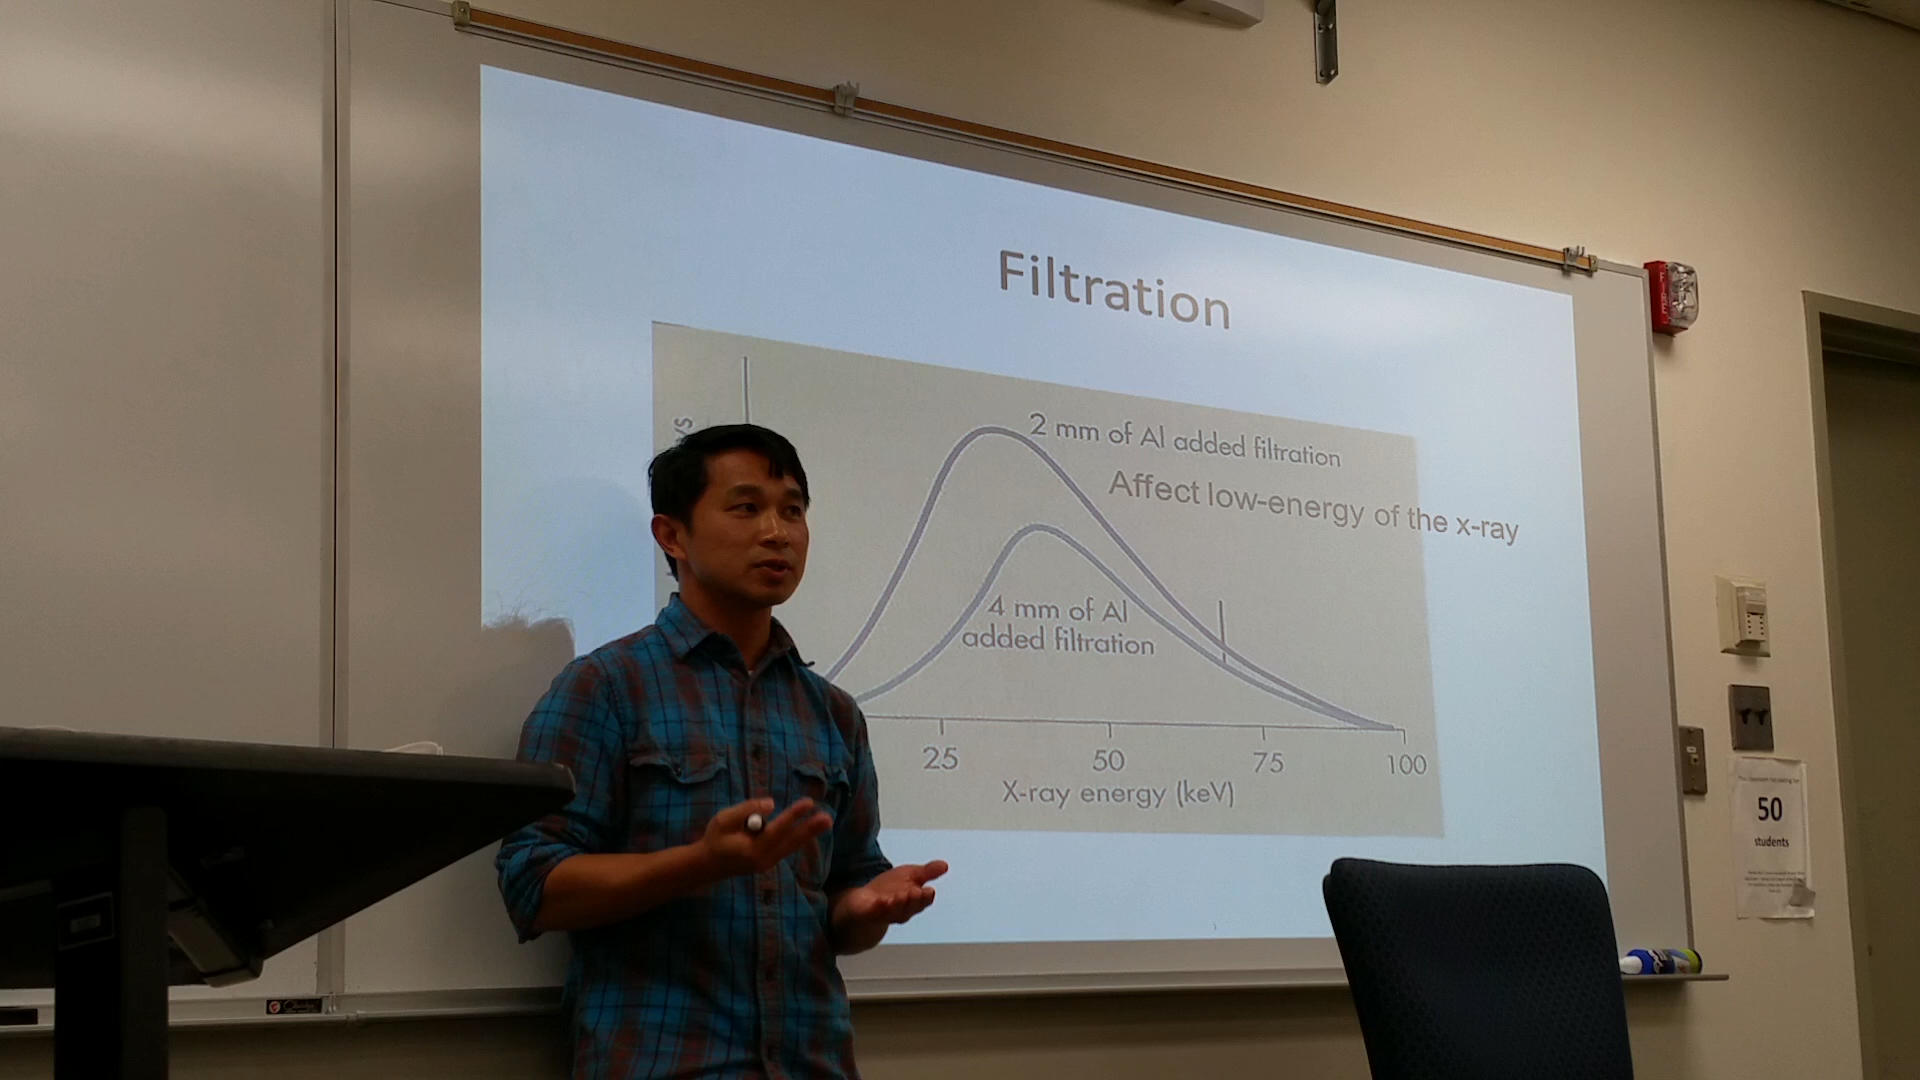 Filtration
2 mm of Al added filtration
Affect low-energy of the x-ray
4 mm of Al
added filtration
25 50 75 100
X-ray energy (keV)
50
students